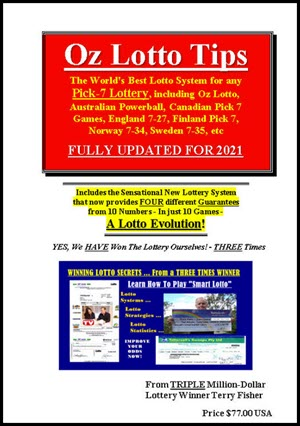 Oz Lotto Tips
The World's Best Lotto System for any
Pick-7 Lottery, including Oz Lotto,
Australian Powerball, Canadian Pick 7
Games, England 7-27, Finland Pick 7,
Norway 7-34, Sweden 7-35, etc
FULLY UPDATED FOR 2021
Includes the Sensational New Lottery System
that now provides FOUR different Guarantees
from 10 Numbers - In just 10 Games -
A Lotto Evolution!
YES, We HAVE Won The Lottery Ourselves! - THREE Times
WINNING LOTTO SECRETS ... From a THREE TIMES WINNER
Learn How To Play "Smart Lotto"
Lotto
Systems ...
Lotto
Strategies ...
Lotto
Statistics ...
IMPROVE
YOUR
ODDS
NOW!
From TRIPLE Million-Dollar
Lottery Winner Terry Fisher
Price $77.00 USA